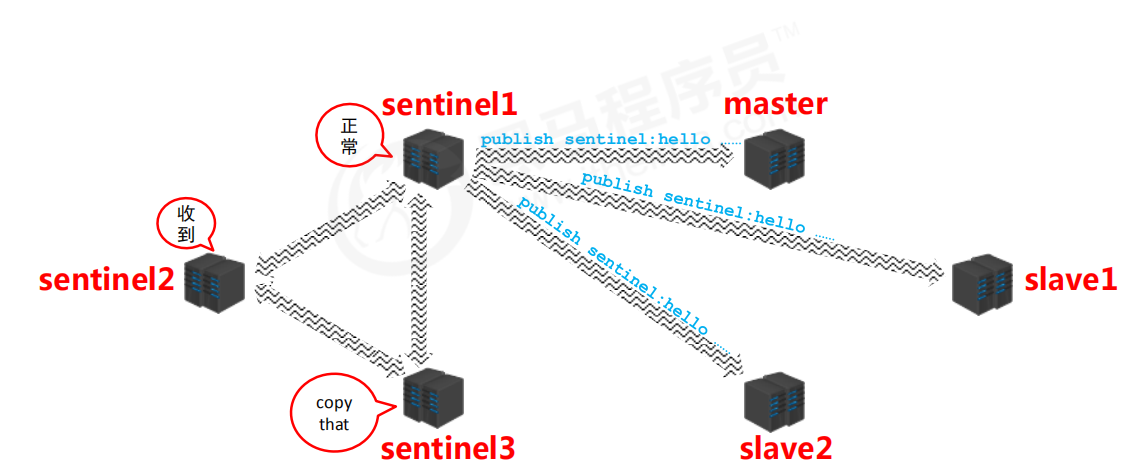 sentinel1
master
正
常
publish sentinel:hello ……
publish sentinel:hello ……
publish sentinel:hello ……
收
到
sentinel2
slave1
copy
that
sentinel3
slave2
马程序员™